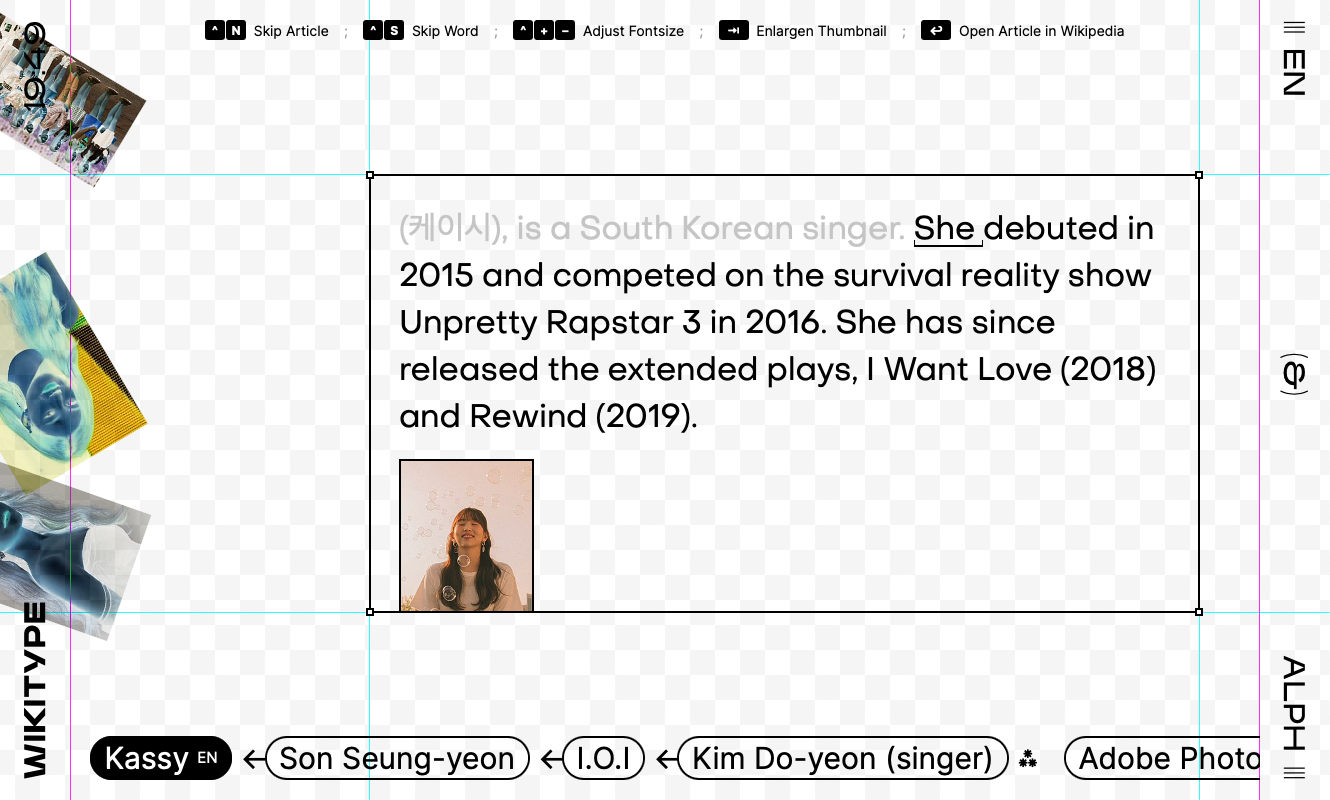 ^ N Skip Article ; ^ S Skip Word ; ^ + − Adjust Fontsize ; ⇥ Enlargen Thumbnail ; ↩ Open Article in Wikipedia
19.49
EN
(케이시), is a South Korean singer. She debuted in
2015 and competed on the survival reality show
Unpretty Rapstar 3 in 2016. She has since
released the extended plays, I Want Love (2018)
and Rewind (2019).
WIKITYPE
ALPH
Kassy EN ← Son Seung-yeon ← I.O.I ← Kim Do-yeon (singer) ⁂ Adobe Photo